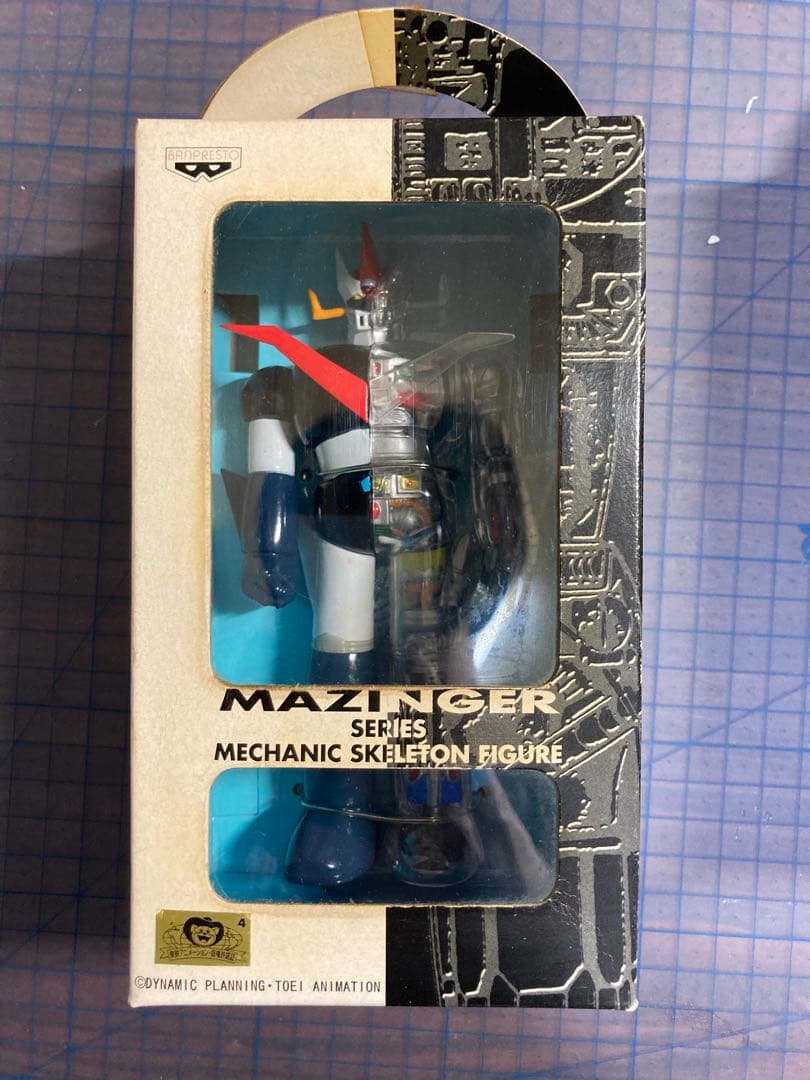 BANPRESTO
MAZINGER
SERIES
MECHANIC SKELETON FIGURE
4
©DYNAMIC PLANNING・TOEI ANIMATION